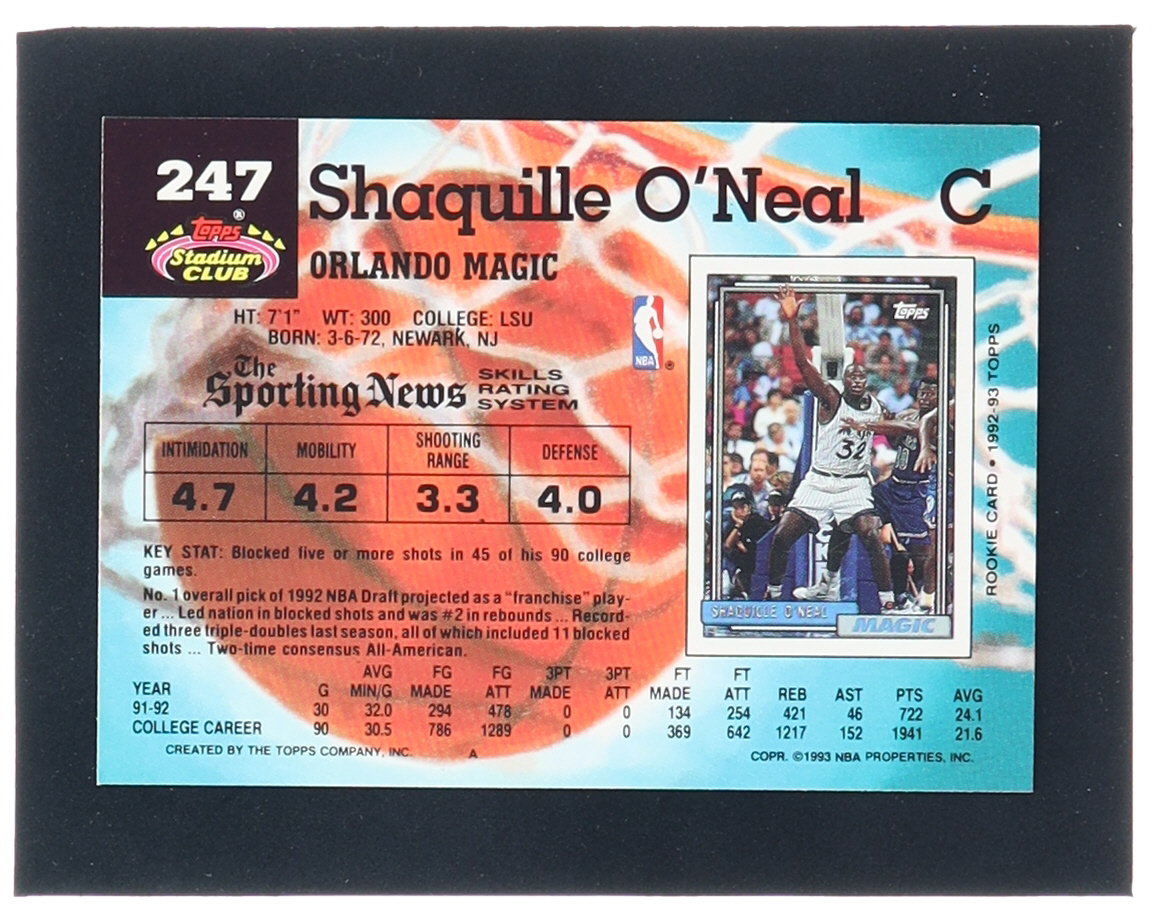 247
Topps ®
Stadium
CLUB
Shaquille O'Neal C
ORLANDO MAGIC
HT: 7'1" WT: 300 COLLEGE: LSU
BORN: 3-6-72, NEWARK, NJ
NBA ®
The
Sporting News
SKILLS
RATING
SYSTEM
INTIMIDATION MOBILITY SHOOTING RANGE DEFENSE
4.7 4.2 3.3 4.0
KEY STAT: Blocked five or more shots in 45 of his 90 college
games.
No. 1 overall pick of 1992 NBA Draft projected as a "franchise" play-
er ... Led nation in blocked shots and was #2 in rebounds ... Record-
ed three triple-doubles last season, all of which included 11 blocked
shots ... Two-time consensus All-American.
Topps
32
SHAQUILLE O'NEAL
MAGIC
ROOKIE CARD • 1992-93 TOPPS
AVG FG FG 3PT 3PT FT FT
YEAR G MIN/G MADE ATT MADE ATT MADE ATT REB AST PTS AVG
91-92 30 32.0 294 478 0 0 134 254 421 46 722 24.1
COLLEGE CAREER 90 30.5 786 1289 0 0 369 642 1217 152 1941 21.6
CREATED BY THE TOPPS COMPANY, INC. A COPR. ©1993 NBA PROPERTIES, INC.